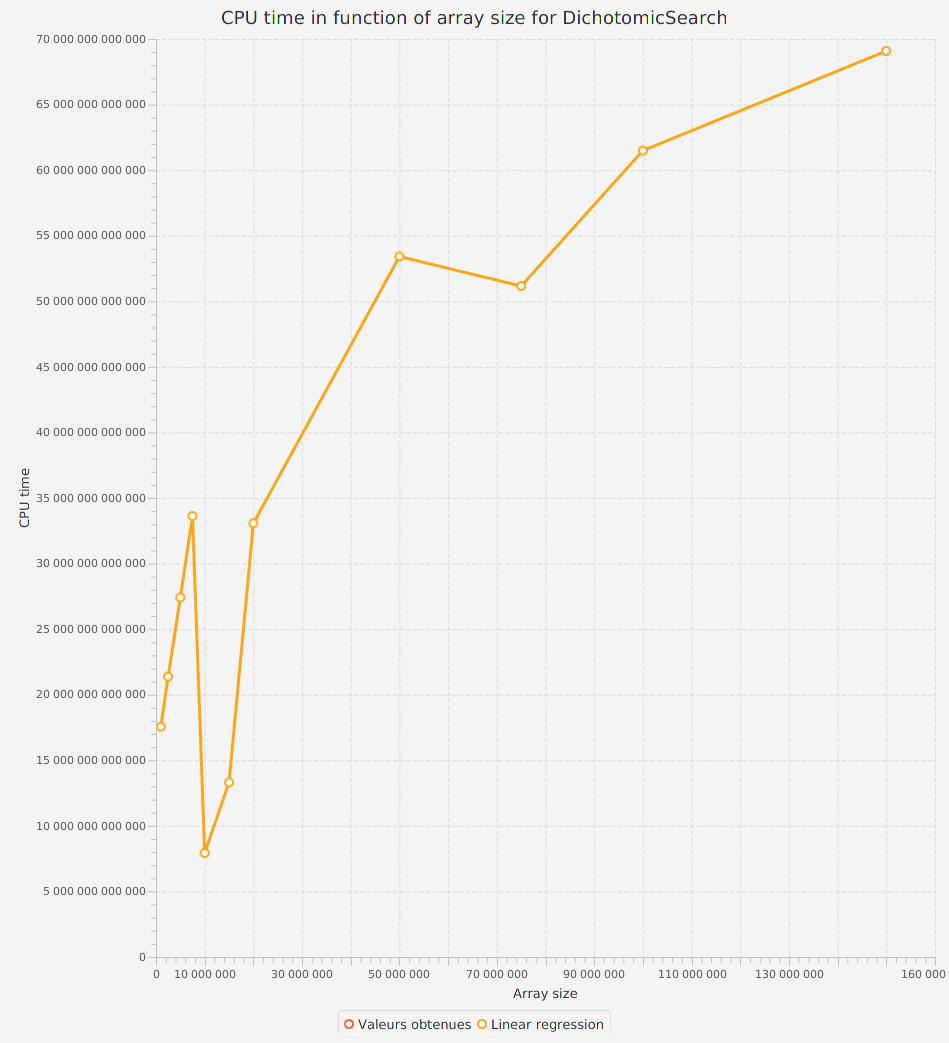 CPU time in function of array size for DichotomicSearch
70 000 000 000 000
65 000 000 000 000
60 000 000 000 000
55 000 000 000 000
50 000 000 000 000
45 000 000 000 000
40 000 000 000 000
35 000 000 000 000
30 000 000 000 000
25 000 000 000 000
20 000 000 000 000
15 000 000 000 000
10 000 000 000 000
5 000 000 000 000
0
CPU time
0 10 000 000 30 000 000 50 000 000 70 000 000 90 000 000 110 000 000 130 000 000 160 000
Array size
Valeurs obtenues Linear regression